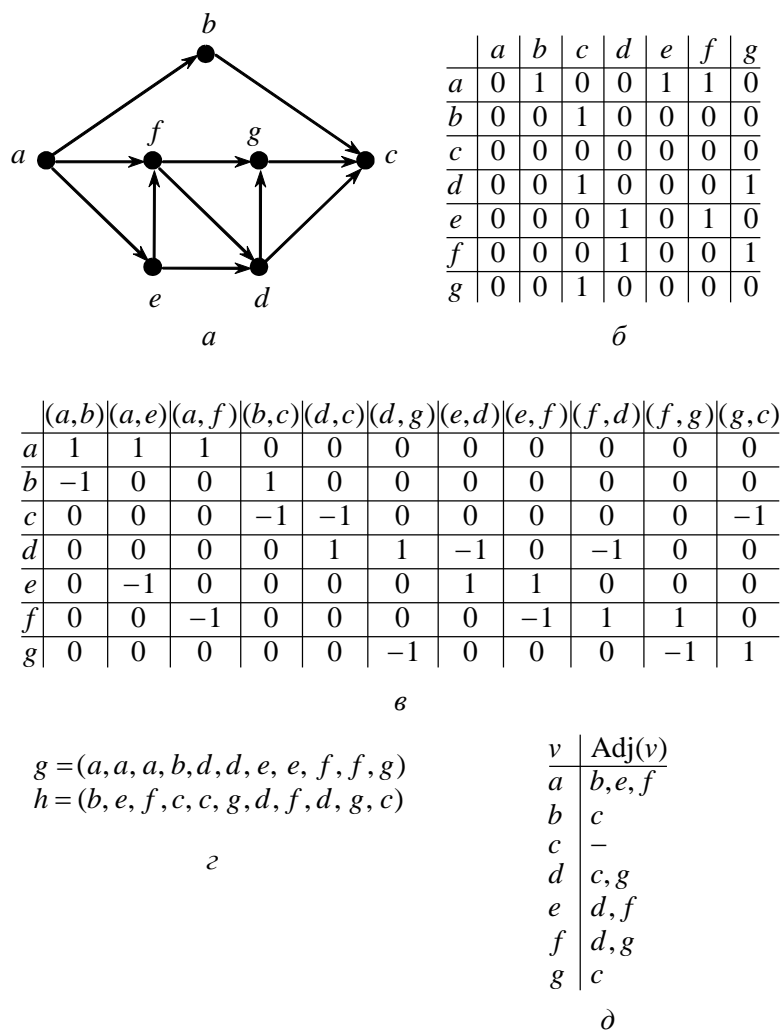 b
f g
a c
e d
а
a b c d e f g
a 0 1 0 0 1 1 0
b 0 0 1 0 0 0 0
c 0 0 0 0 0 0 0
d 0 0 1 0 0 0 1
e 0 0 0 1 0 1 0
f 0 0 0 1 0 0 1
g 0 0 1 0 0 0 0
б
(a,b) (a,e) (a,f) (b,c) (d,c) (d,g) (e,d) (e,f) (f,d) (f,g) (g,c)
a 1 1 1 0 0 0 0 0 0 0 0
b −1 0 0 1 0 0 0 0 0 0 0
c 0 0 0 −1 −1 0 0 0 0 0 −1
d 0 0 0 0 1 1 −1 0 −1 0 0
e 0 −1 0 0 0 0 1 1 0 0 0
f 0 0 −1 0 0 0 0 −1 1 1 0
g 0 0 0 0 0 −1 0 0 0 −1 1
в
g=(a,a,a,b,d,d,e,e,f,f,g)
h=(b,e,f,c,c,g,d,f,d,g,c)
г
v Adj(v)
a b,e,f
b c
c −
d c,g
e d,f
f d,g
g c
д